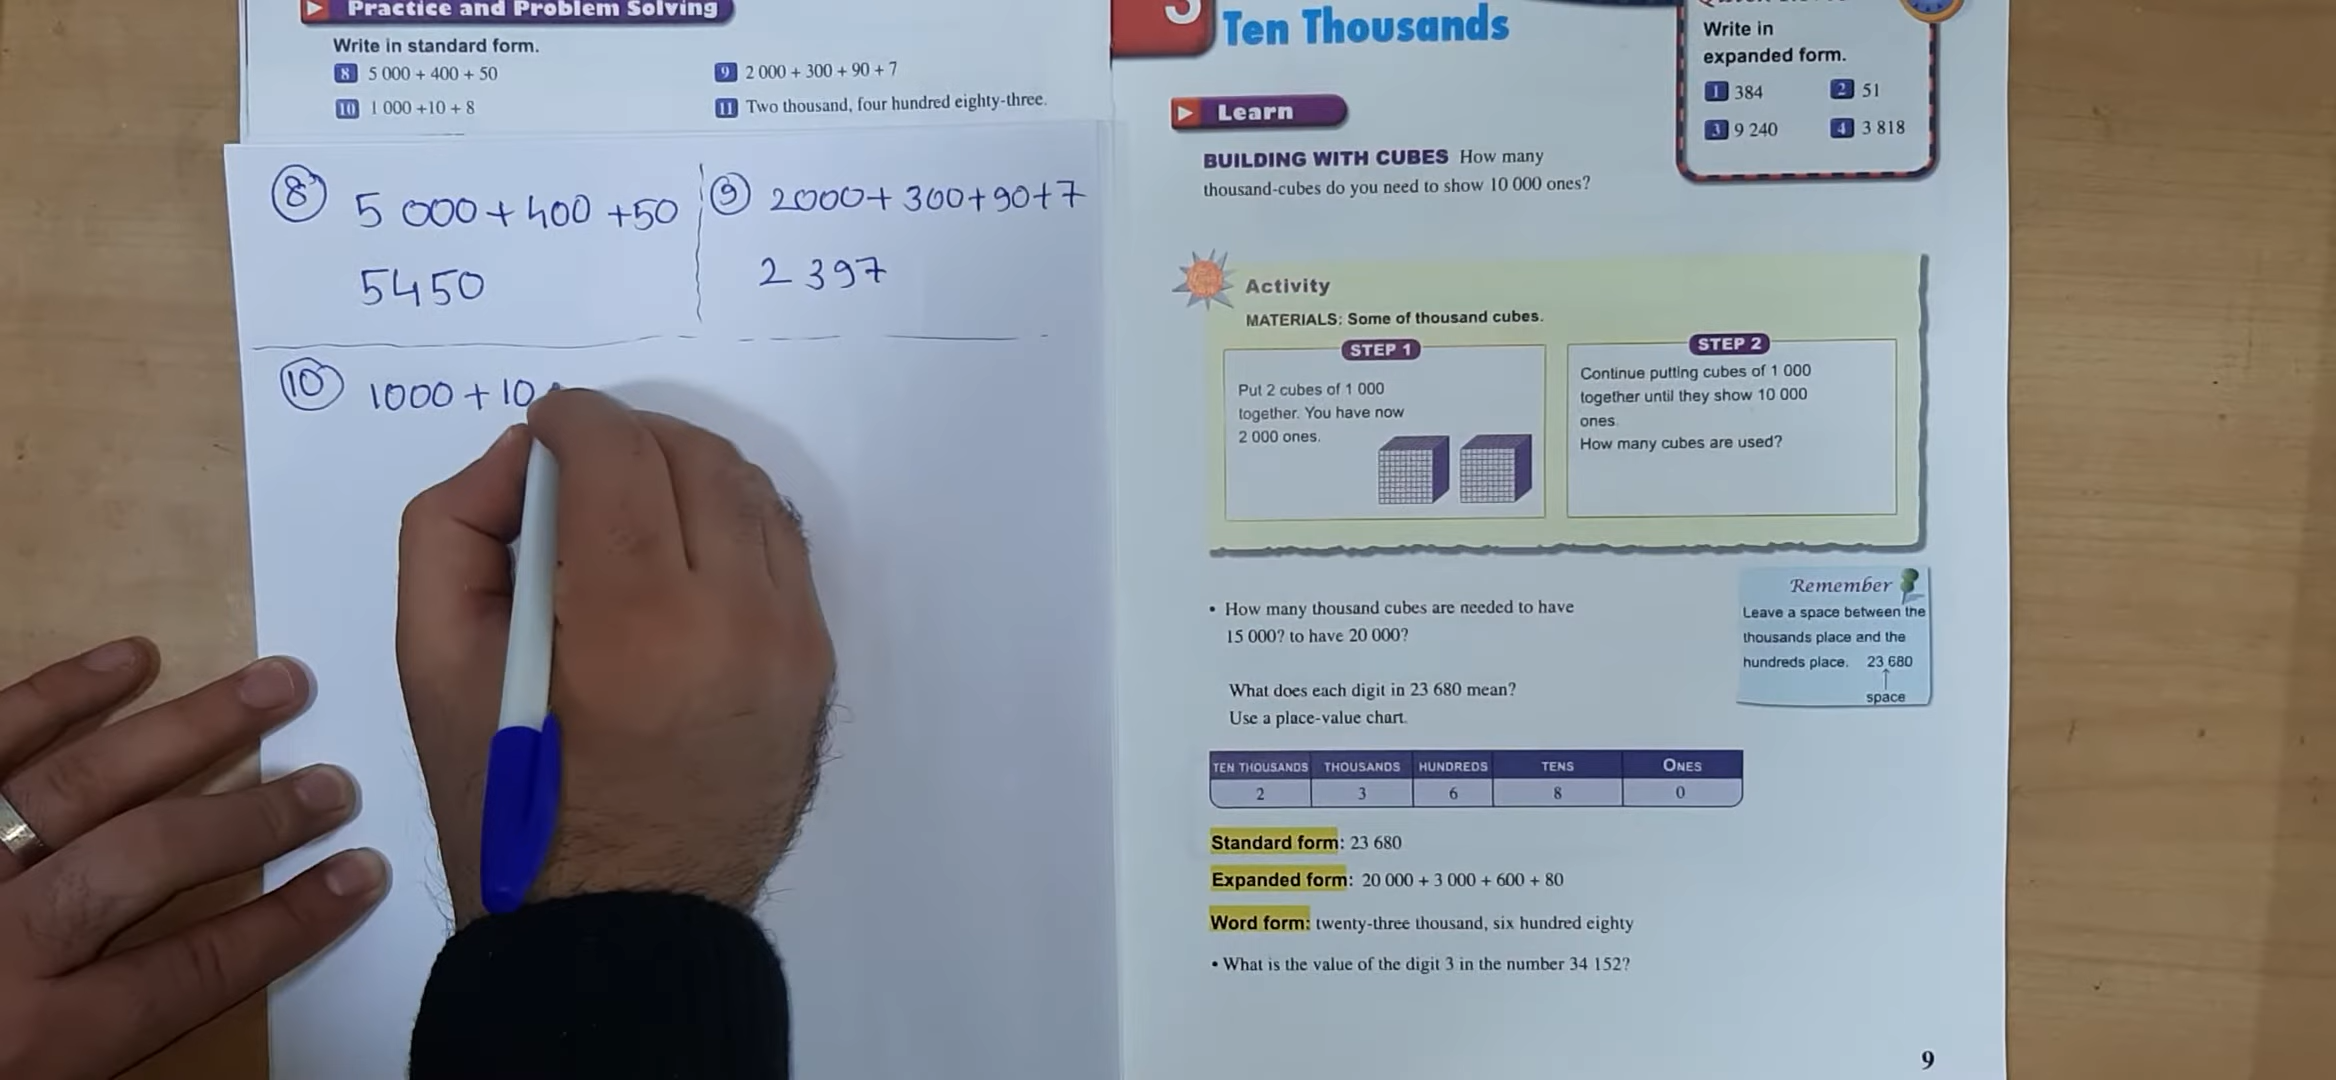 Practice and Problem Solving
Write in standard form.
8 5 000 + 400 + 50
9 2 000 + 300 + 90 + 7
10 1 000 +10 + 8
11 Two thousand, four hundred eighty-three.
8 5 000 + 400 + 50
5450
9 2000 + 300 + 90 + 7
2 397
10 1000 + 10
Ten Thousands
Write in
expanded form.
1 384
2 51
3 9 240
4 3 818
Learn
BUILDING WITH CUBES How many
thousand-cubes do you need to show 10 000 ones?
Activity
MATERIALS: Some of thousand cubes.
STEP 1
Put 2 cubes of 1 000
together. You have now
2 000 ones.
STEP 2
Continue putting cubes of 1 000
together until they show 10 000
ones.
How many cubes are used?
• How many thousand cubes are needed to have
15 000? to have 20 000?
Remember
Leave a space between the
thousands place and the
hundreds place. 23 680
space
What does each digit in 23 680 mean?
Use a place-value chart.
TEN THOUSANDS THOUSANDS HUNDREDS TENS ONES
2 3 6 8 0
Standard form: 23 680
Expanded form: 20 000 + 3 000 + 600 + 80
Word form: twenty-three thousand, six hundred eighty
• What is the value of the digit 3 in the number 34 152?
9